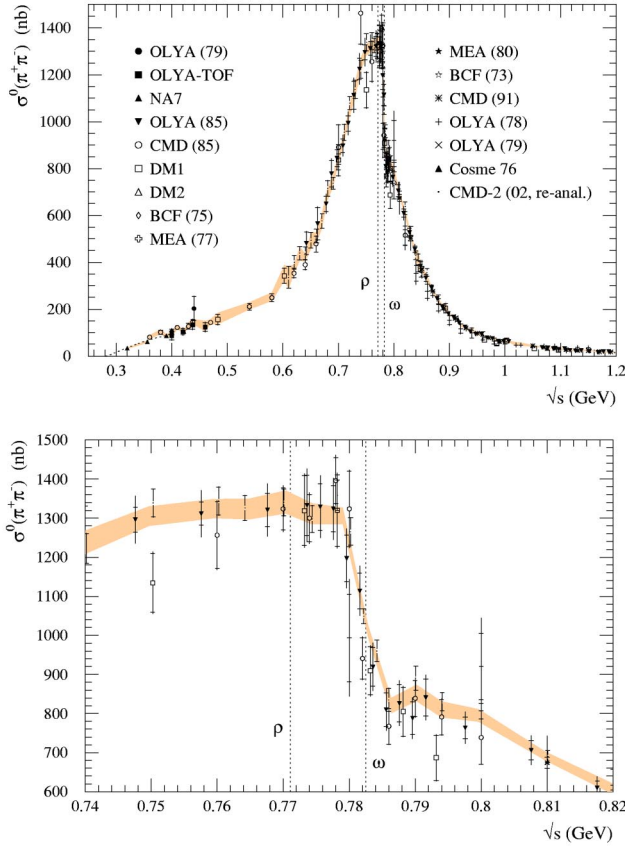 σ⁰(π⁺π⁻) (nb)
1400
1200
1000
800
600
400
200
0
OLYA (79)
OLYA-TOF
NA7
OLYA (85)
CMD (85)
DM1
DM2
BCF (75)
MEA (77)
MEA (80)
BCF (73)
CMD (91)
OLYA (78)
OLYA (79)
Cosme 76
CMD-2 (02, re-anal.)
ρ
ω
0.3 0.4 0.5 0.6 0.7 0.8 0.9 1 1.1 1.2
√s (GeV)
σ⁰(π⁺π⁻) (nb)
1500
1400
1300
1200
1100
1000
900
800
700
600
ρ
ω
0.74 0.75 0.76 0.77 0.78 0.79 0.8 0.81 0.82
√s (GeV)